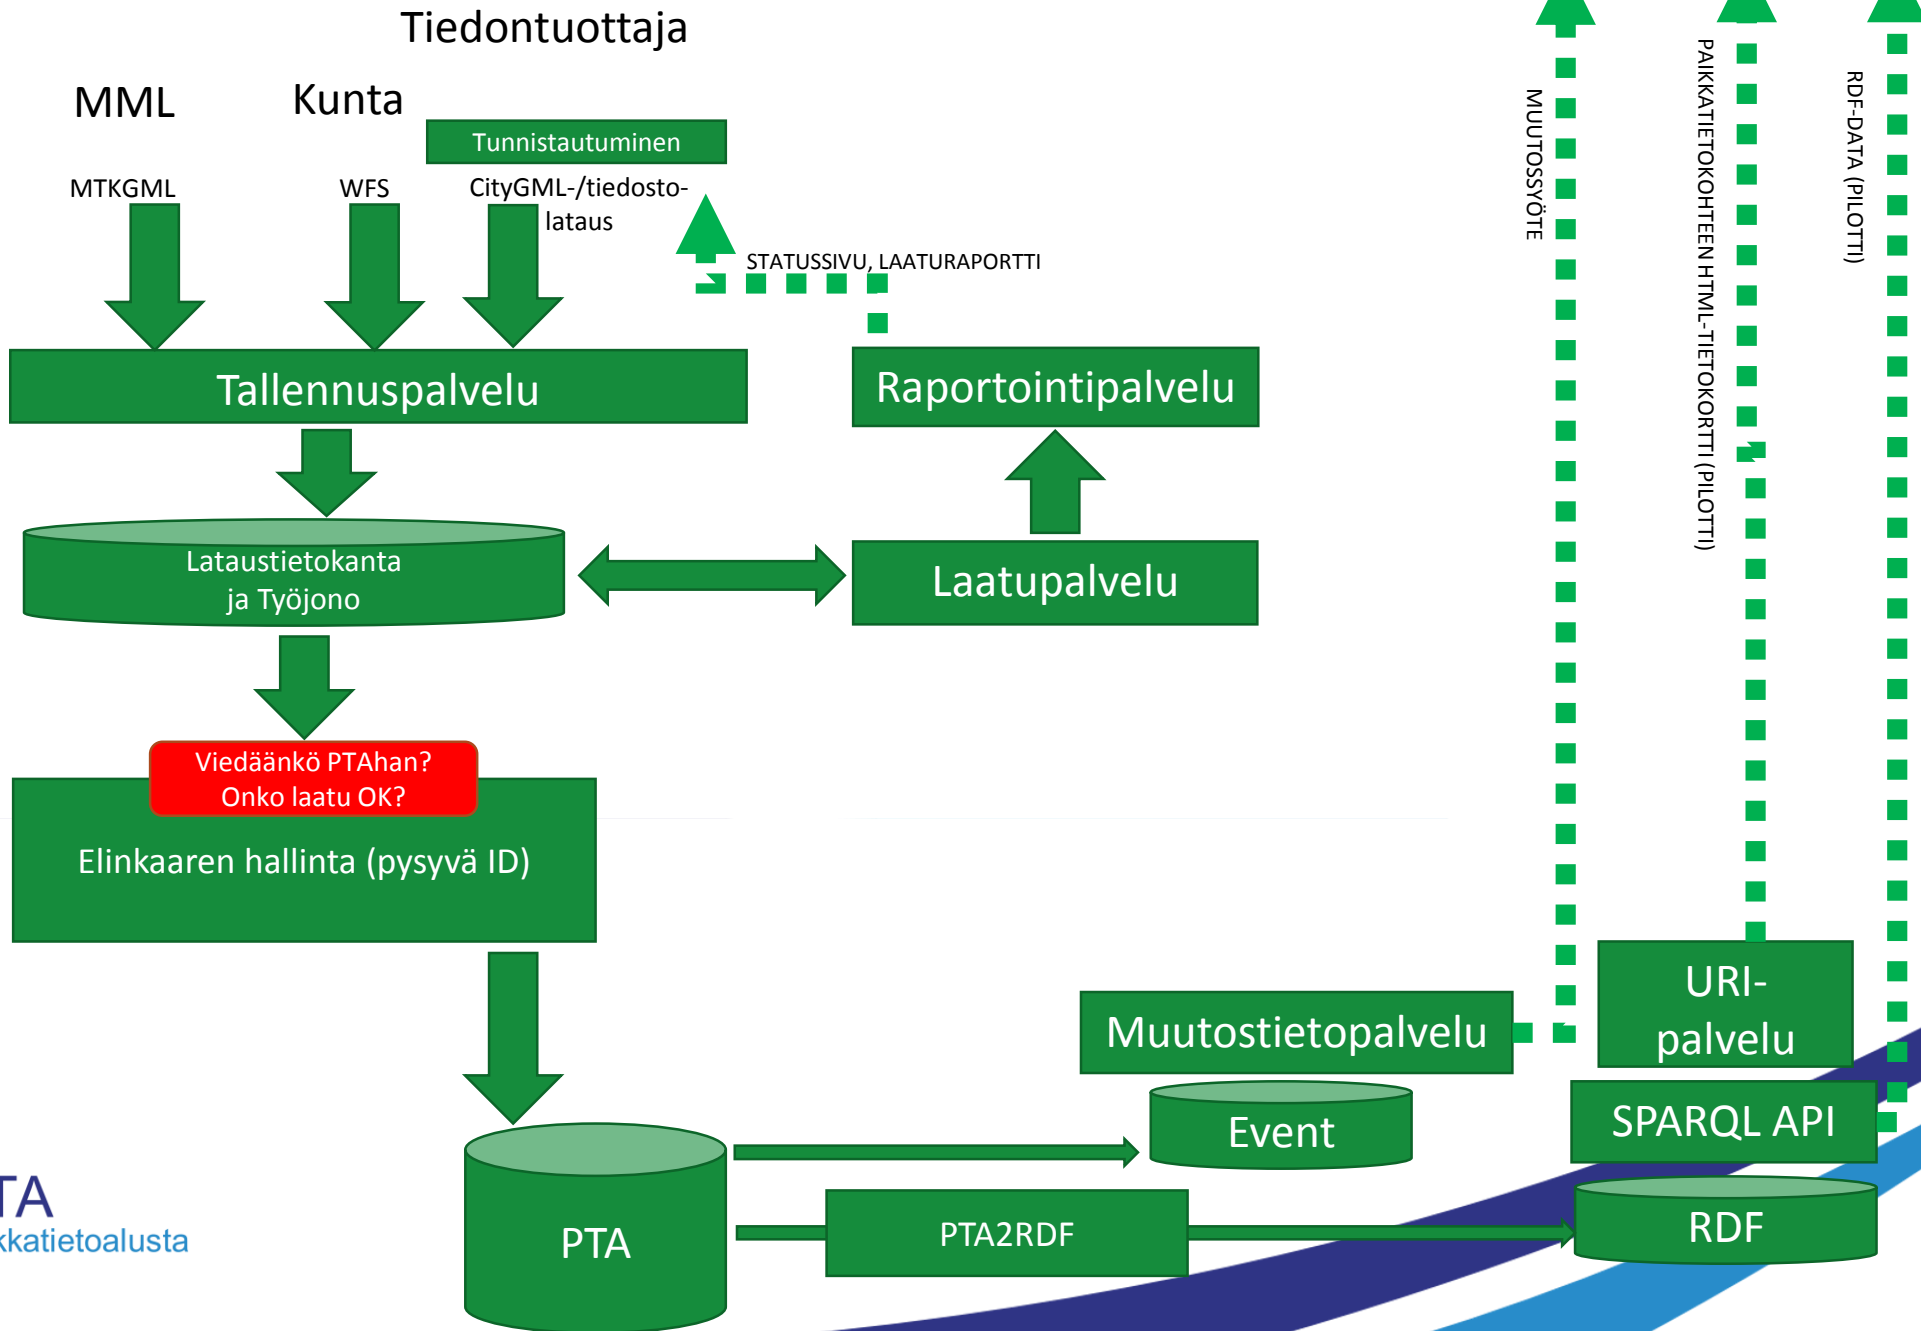 Tiedontuottaja
MML
Kunta
Tunnistautuminen
MTKGML
WFS
CityGML-/tiedosto-
lataus
STATUSSIVU, LAATURAPORTTI
MUUTOSSYÖTE
PAIKKATIETOKOHTEEN HTML-TIETOKORTTI (PILOTTI)
RDF-DATA (PILOTTI)
Tallennuspalvelu
Raportointipalvelu
Lataustietokanta
ja Työjono
Laatupalvelu
Viedäänkö PTAhan?
Onko laatu OK?
Elinkaaren hallinta (pysyvä ID)
Muutostietopalvelu
URI-
palvelu
Event
SPARQL API
PTA
PTA2RDF
RDF
TA
kkatietoalusta